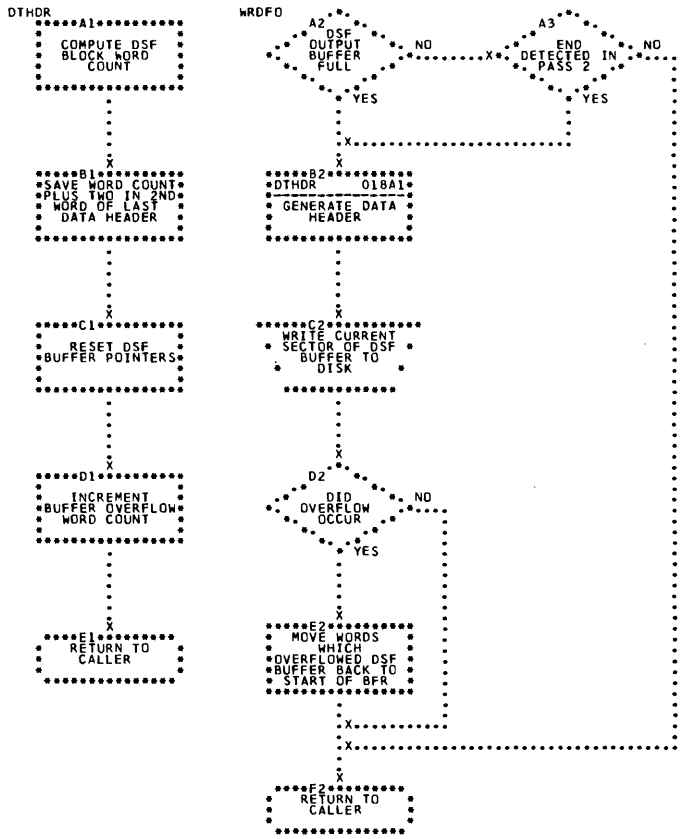 DTHDR
A1
COMPUTE DSF
BLOCK WORD
COUNT
B1
SAVE WORD COUNT
PLUS TWO IN 2ND
WORD OF LAST
DATA HEADER
C1
RESET DSF
BUFFER POINTERS
D1
INCREMENT
BUFFER OVERFLOW
WORD COUNT
E1
RETURN TO
CALLER
WRDFO
A2
DSF
OUTPUT
BUFFER
FULL
NO
YES
A3
END
DETECTED IN
PASS 2
NO
YES
B2
DTHDR 018A1
GENERATE DATA
HEADER
C2
WRITE CURRENT
SECTOR OF DSF
BUFFER TO
DISK
D2
DID
OVERFLOW
OCCUR
NO
YES
E2
MOVE WORDS
WHICH
OVERFLOWED DSF
BUFFER BACK TO
START OF BFR
F2
RETURN TO
CALLER